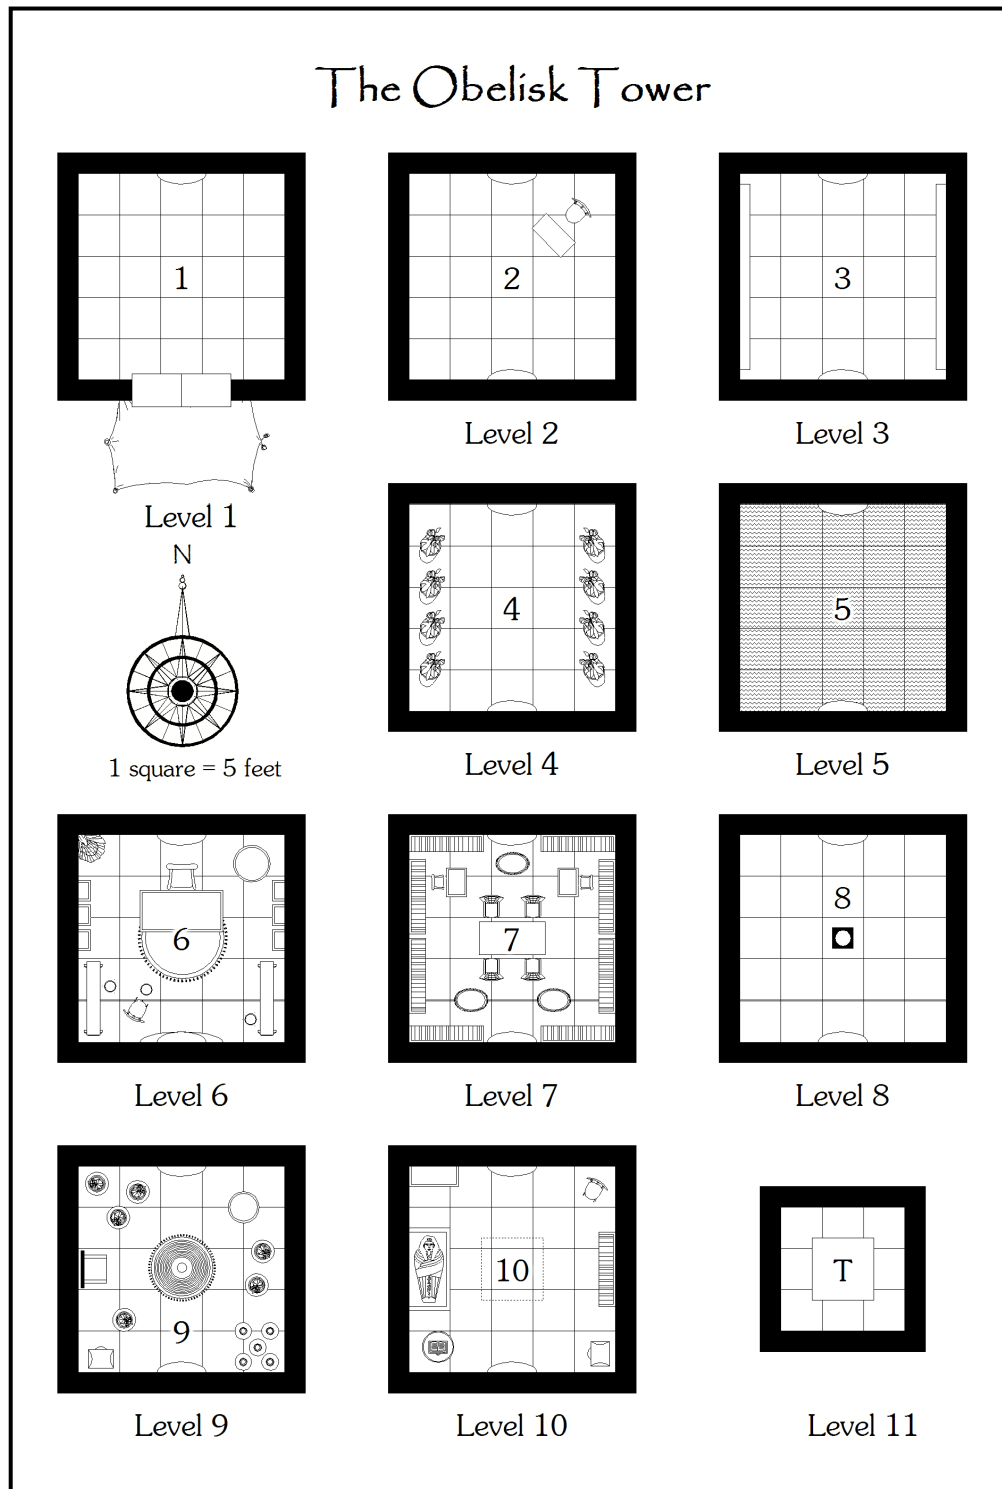 The Obelisk Tower
1
2
3
Level 1
Level 2
Level 3
N
1 square = 5 feet
4
5
Level 4
Level 5
6
7
8
Level 6
Level 7
Level 8
9
10
T
Level 9
Level 10
Level 11